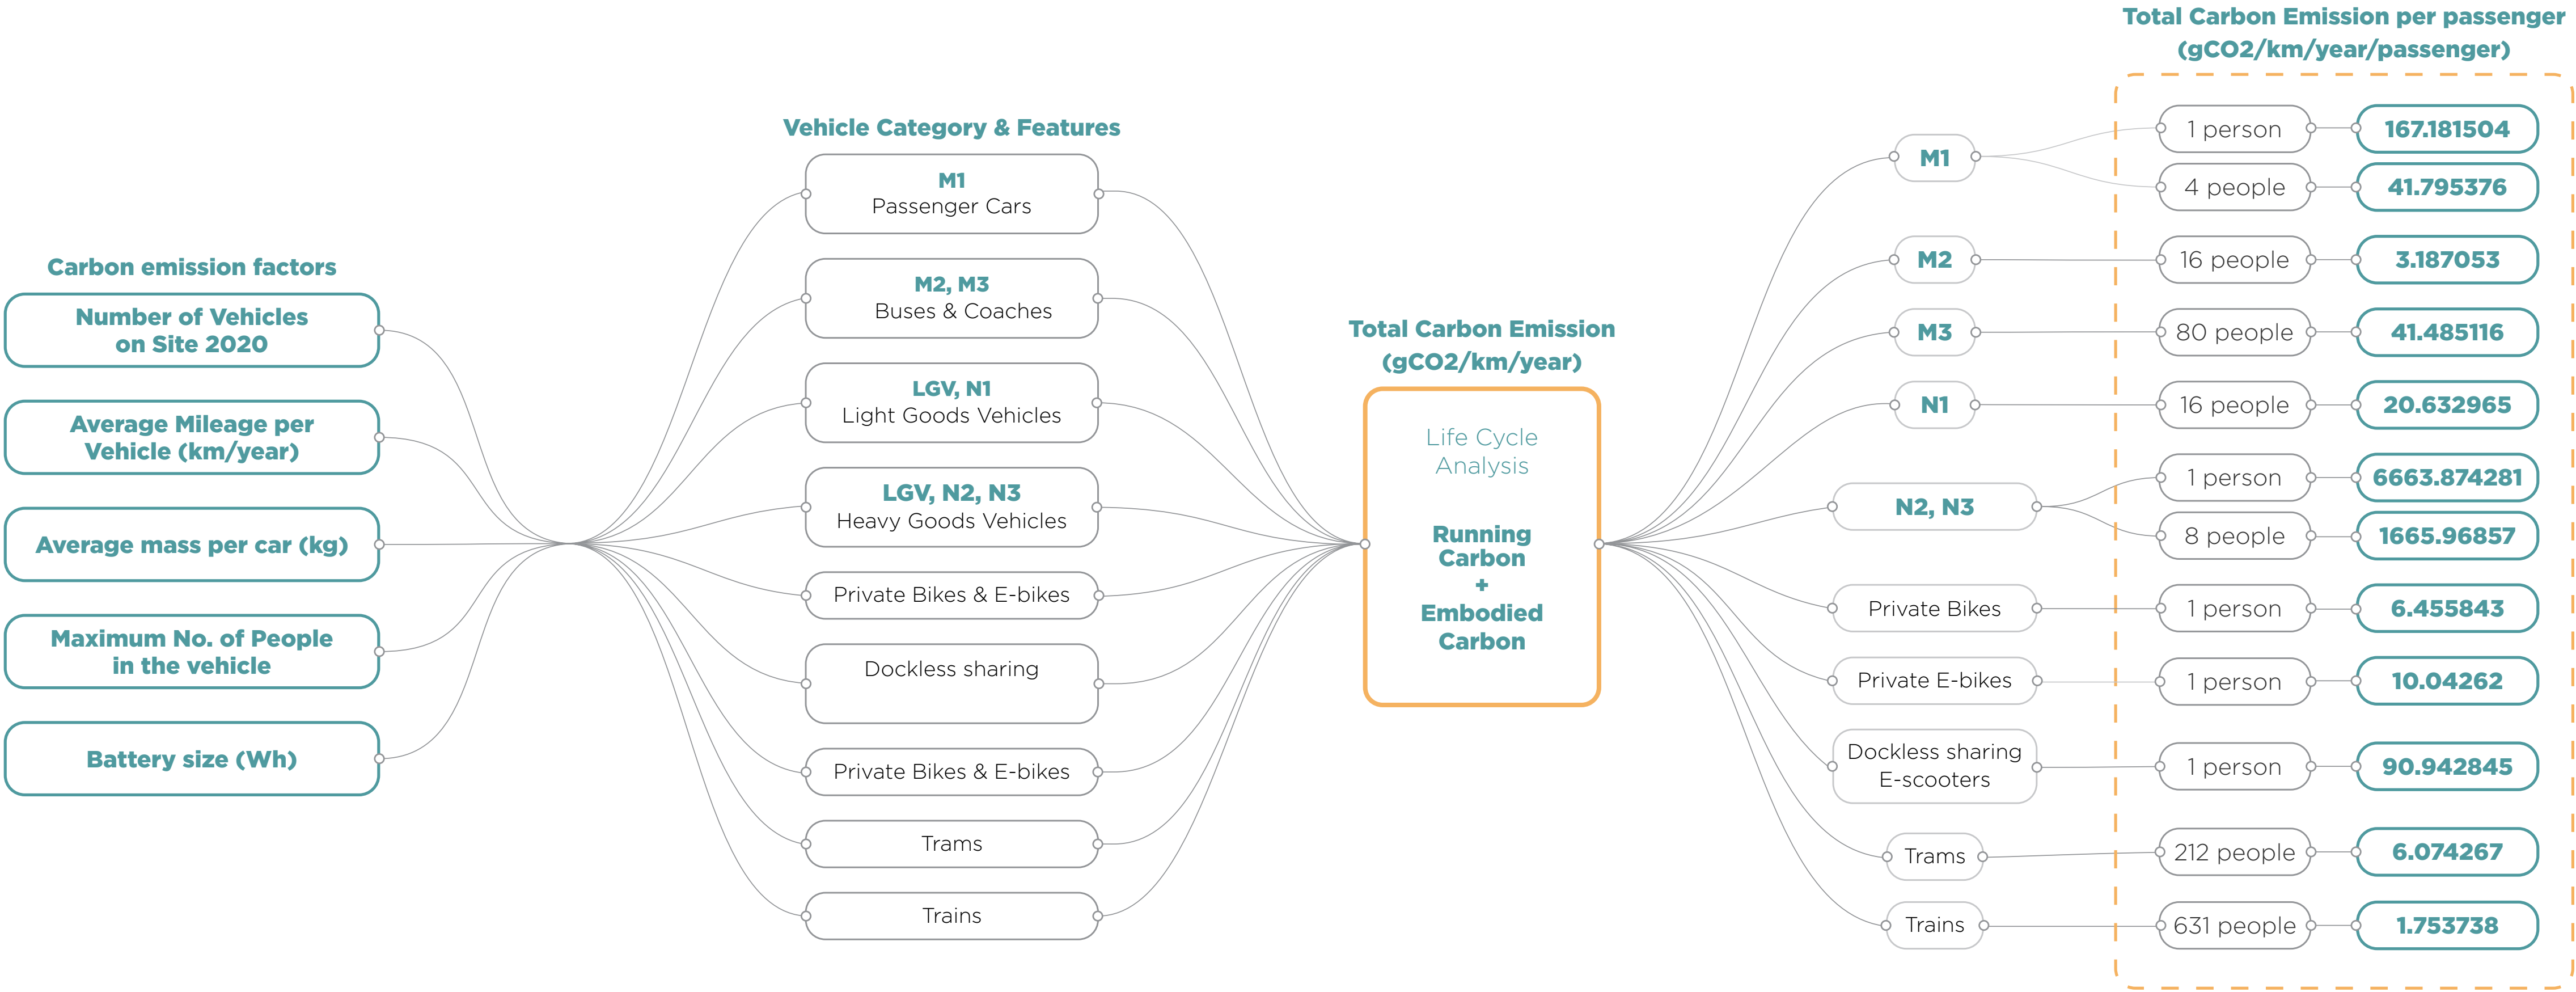 Carbon emission factors
Number of Vehicles
on Site 2020
Average Mileage per
Vehicle (km/year)
Average mass per car (kg)
Maximum No. of People
in the vehicle
Battery size (Wh)
Vehicle Category & Features
M1
Passenger Cars
M2, M3
Buses & Coaches
LGV, N1
Light Goods Vehicles
LGV, N2, N3
Heavy Goods Vehicles
Private Bikes & E-bikes
Dockless sharing
Private Bikes & E-bikes
Trams
Trains
Total Carbon Emission
(gCO2/km/year)
Life Cycle
Analysis
Running
Carbon
+
Embodied
Carbon
Total Carbon Emission per passenger
(gCO2/km/year/passenger)
M1
1 person
167.181504
4 people
41.795376
M2
16 people
3.187053
M3
80 people
41.485116
N1
16 people
20.632965
N2, N3
1 person
6663.874281
8 people
1665.96857
Private Bikes
1 person
6.455843
Private E-bikes
1 person
10.04262
Dockless sharing
E-scooters
1 person
90.942845
Trams
212 people
6.074267
Trains
631 people
1.753738